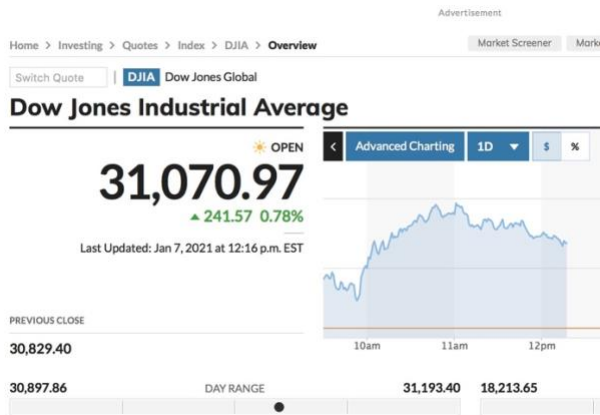 Advertisement
Home > Investing > Quotes > Index > DJIA > Overview
Market Screener
Switch Quote | DJIA Dow Jones Global
Dow Jones Industrial Average
OPEN
31,070.97
▲ 241.57 0.78%
Last Updated: Jan 7, 2021 at 12:16 p.m. EST
PREVIOUS CLOSE
30,829.40
< Advanced Charting 1D ▼ $ %
10am 11am 12pm
30,897.86 DAY RANGE 31,193.40
18,213.65